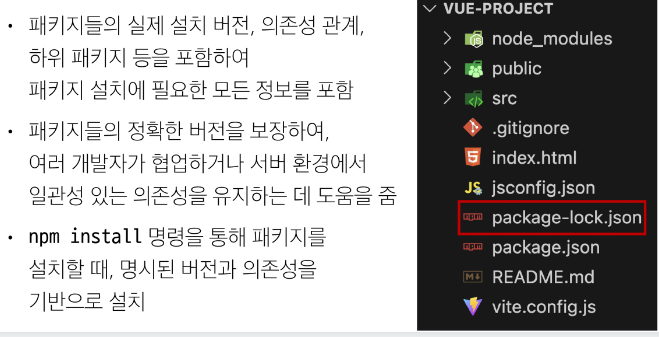 • 패키지들의 실제 설치 버전, 의존성 관계,
하위 패키지 등을 포함하여
패키지 설치에 필요한 모든 정보를 포함
• 패키지들의 정확한 버전을 보장하여,
여러 개발자가 협업하거나 서버 환경에서
일관성 있는 의존성을 유지하는 데 도움을 줌
• npm install 명령을 통해 패키지를
설치할 때, 명시된 버전과 의존성을
기반으로 설치
VUE-PROJECT
node_modules
public
src
.gitignore
index.html
JS jsconfig.json
npm package-lock.json
npm package.json
M README.md
vite.config.js